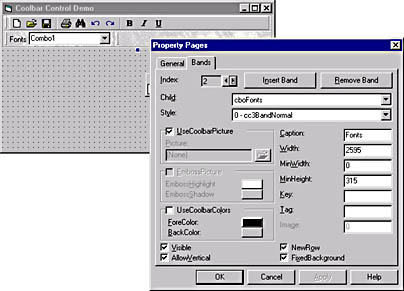 Coolbar Control Demo
B I U
Fonts Combo1
Property Pages
General Bands
Index: 2 Insert Band Remove Band
Child: cboFonts
Style: 0 - cc3BandNormal
UseCoolbarPicture
Picture:
(None)
EmbossPicture
EmbossHighlight
EmbossShadow
UseCoolbarColors
ForeColor:
BackColor:
Caption: Fonts
Width: 2595
MinWidth: 0
MinHeight: 315
Key:
Tag:
Image: 0
Visible NewRow
AllowVertical FixedBackground
OK Cancel Apply Help